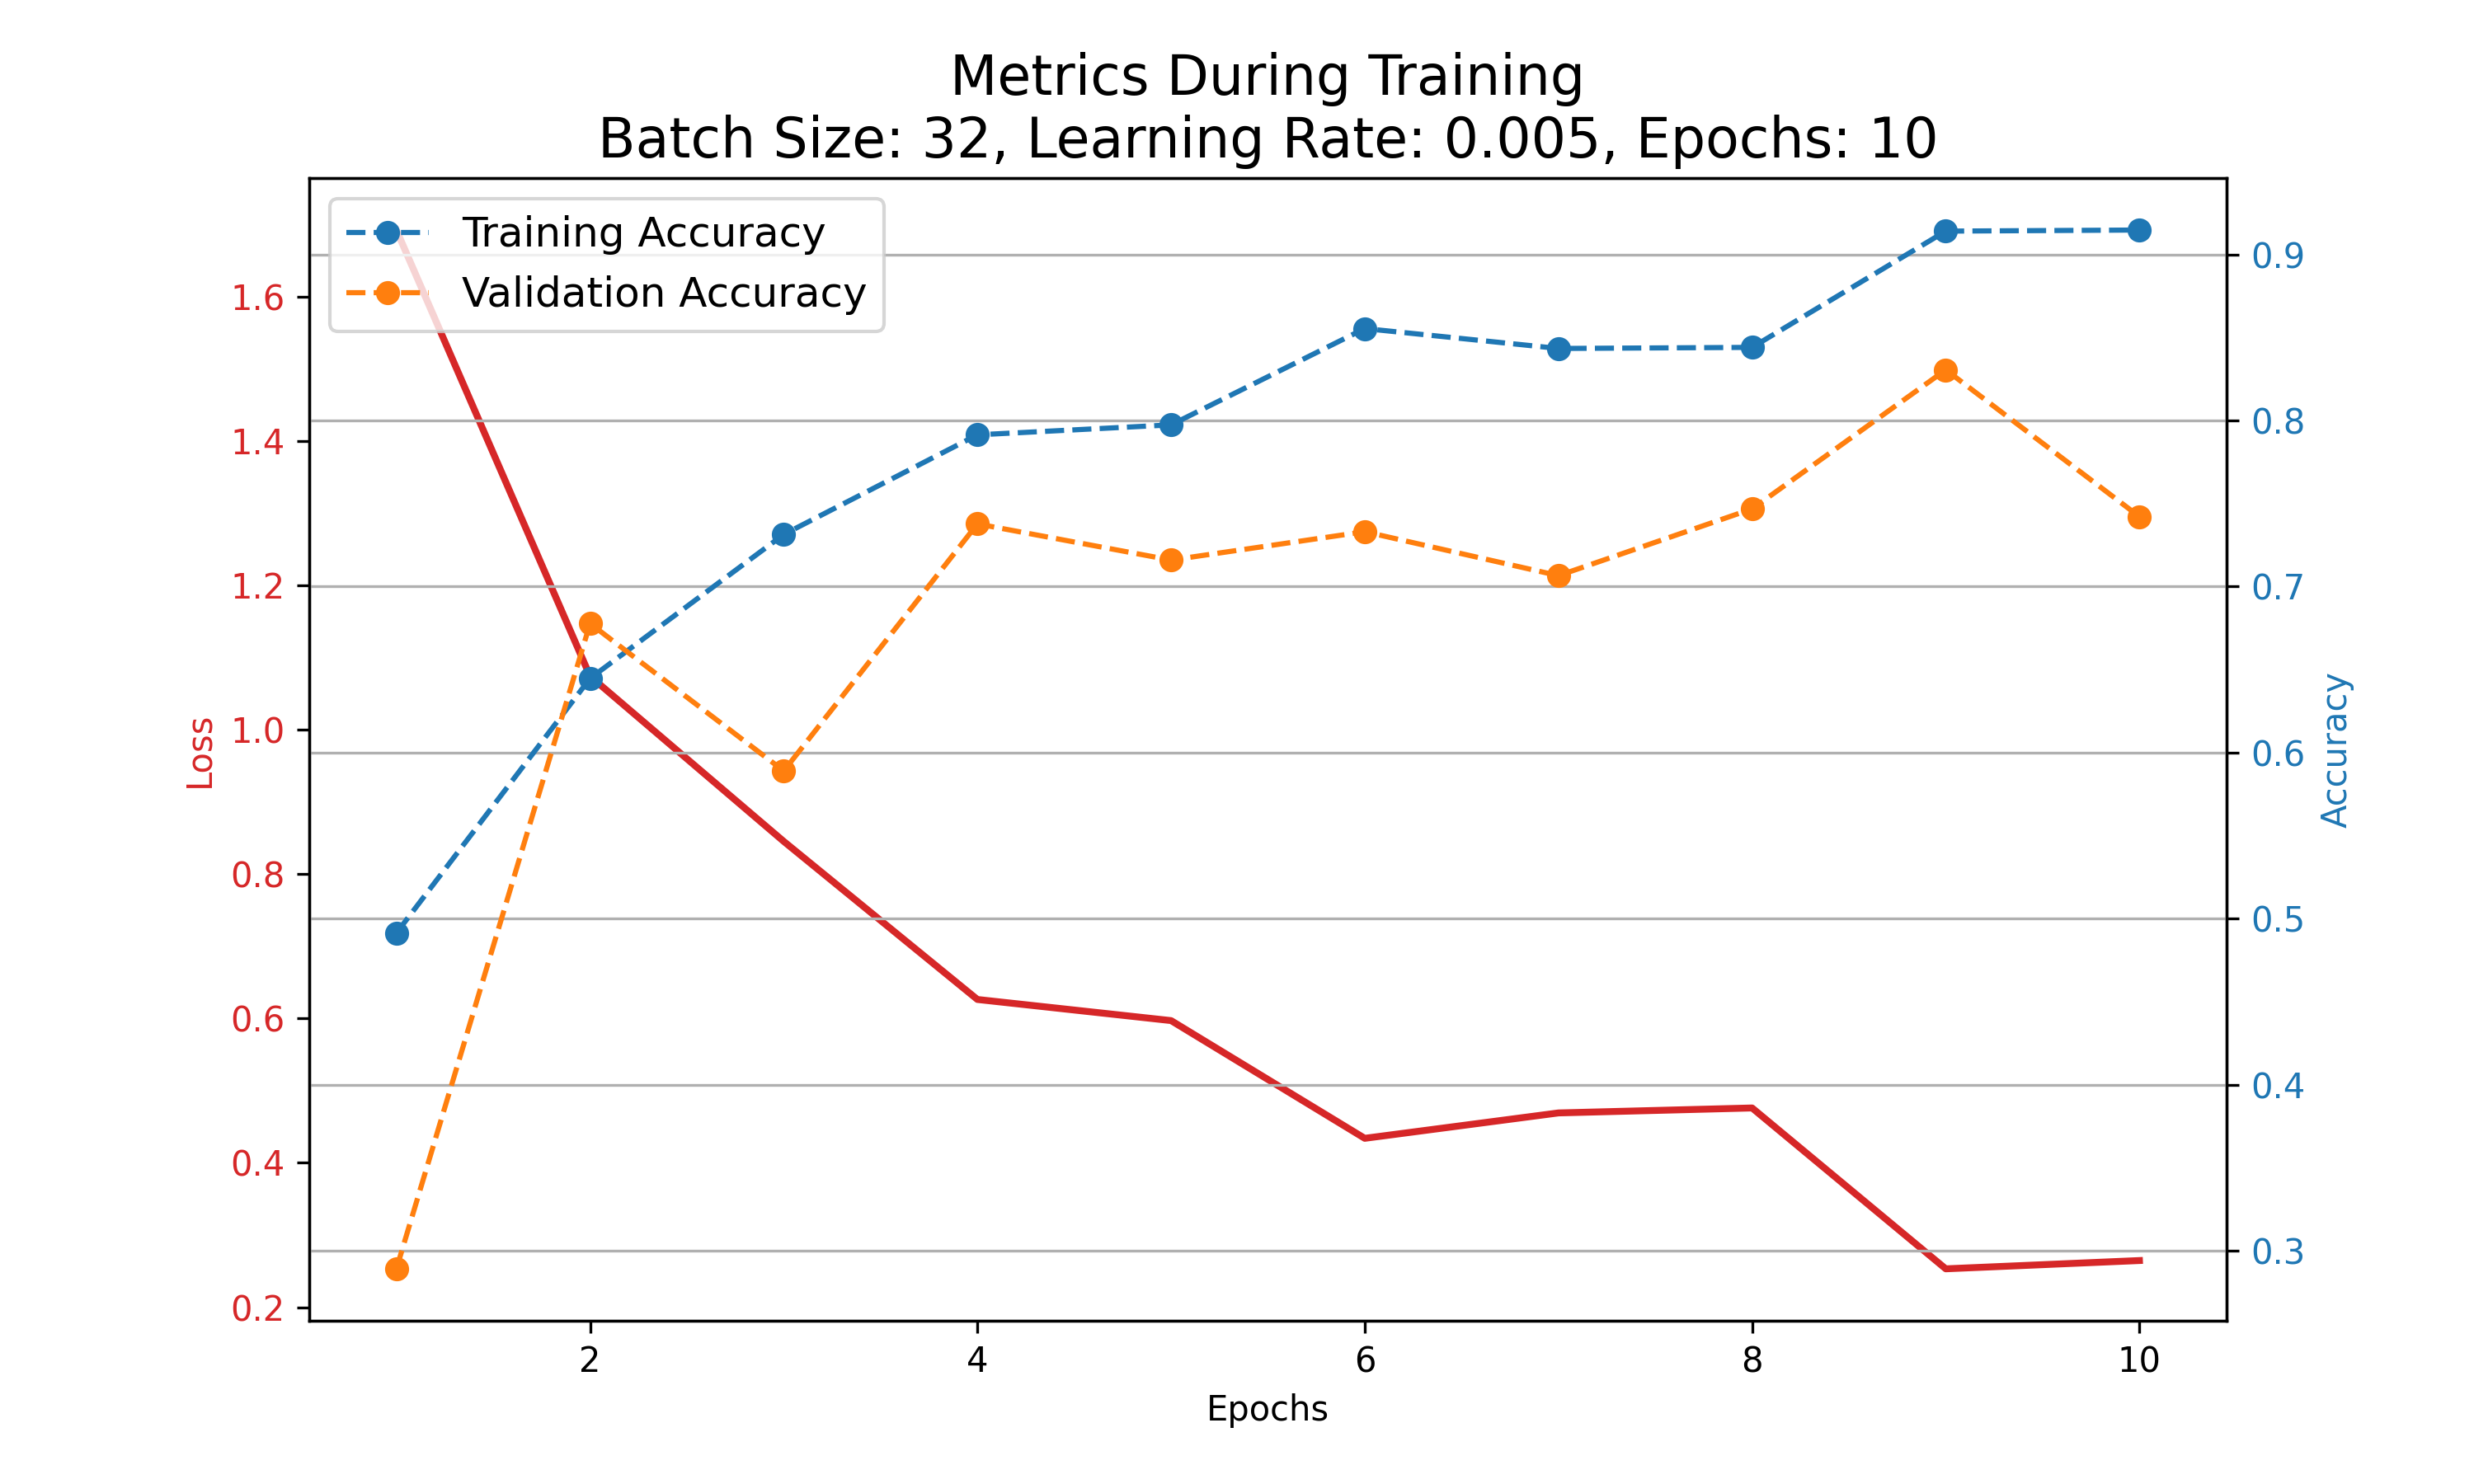 Metrics During Training
Batch Size: 32, Learning Rate: 0.005, Epochs: 10
Training Accuracy
Validation Accuracy
1.6
1.4
1.2
1.0
0.8
0.6
0.4
0.2
Loss
0.9
0.8
0.7
0.6
0.5
0.4
0.3
Accuracy
2 4 6 8 10
Epochs